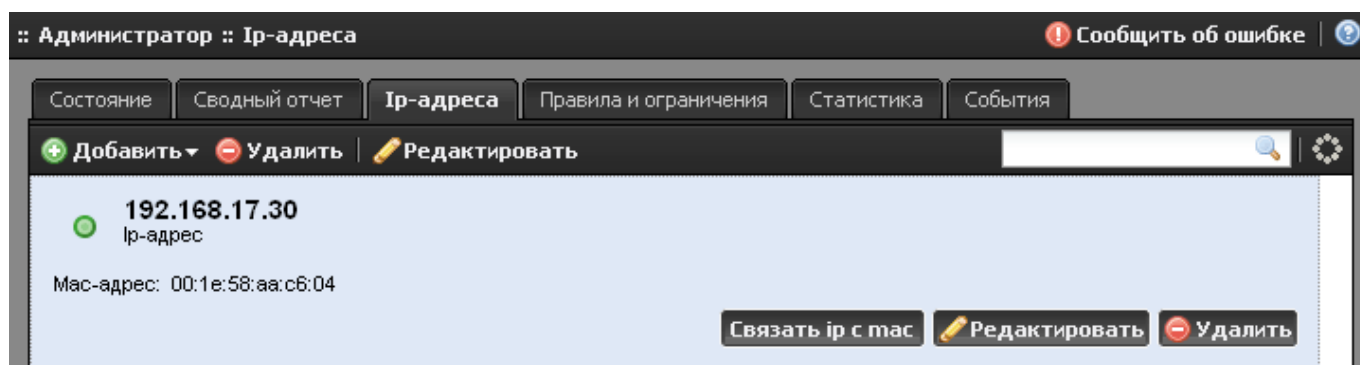 :: Администратор :: Ip-адреса Сообщить об ошибке
Состояние Сводный отчет Ip-адреса Правила и ограничения Статистика События
Добавить Удалить Редактировать
192.168.17.30
Ip-адрес
Mac-адрес: 00:1e:58:aa:c6:04
Связать ip с mac Редактировать Удалить